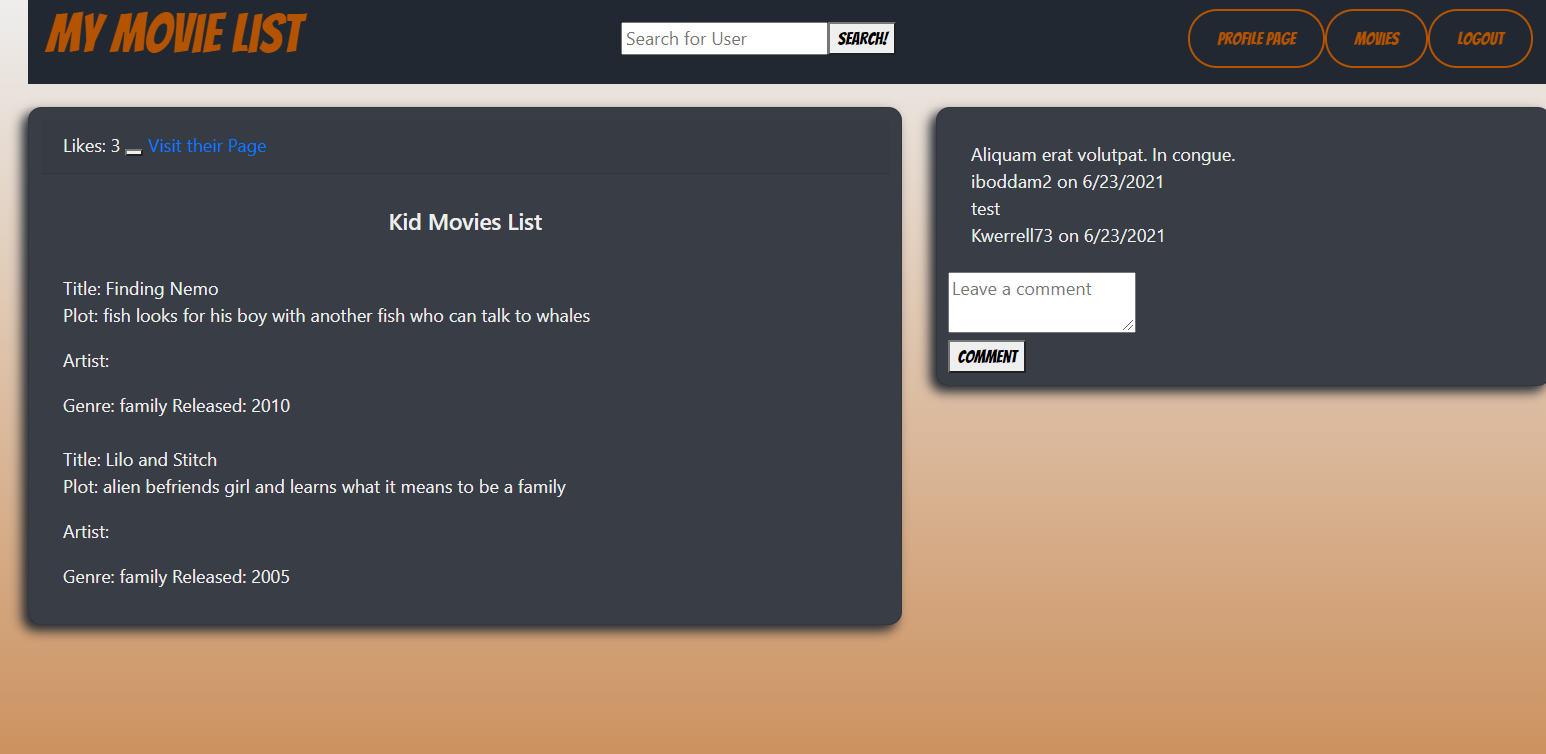 MY MOVIE LIST
Search for User
SEARCH!
PROFILE PAGE
MOVIES
LOGOUT
Likes: 3 Visit their Page
Kid Movies List
Title: Finding Nemo
Plot: fish looks for his boy with another fish who can talk to whales
Artist:
Genre: family Released: 2010
Title: Lilo and Stitch
Plot: alien befriends girl and learns what it means to be a family
Artist:
Genre: family Released: 2005
Aliquam erat volutpat. In congue.
iboddam2 on 6/23/2021
test
Kwerrell73 on 6/23/2021
Leave a comment
COMMENT